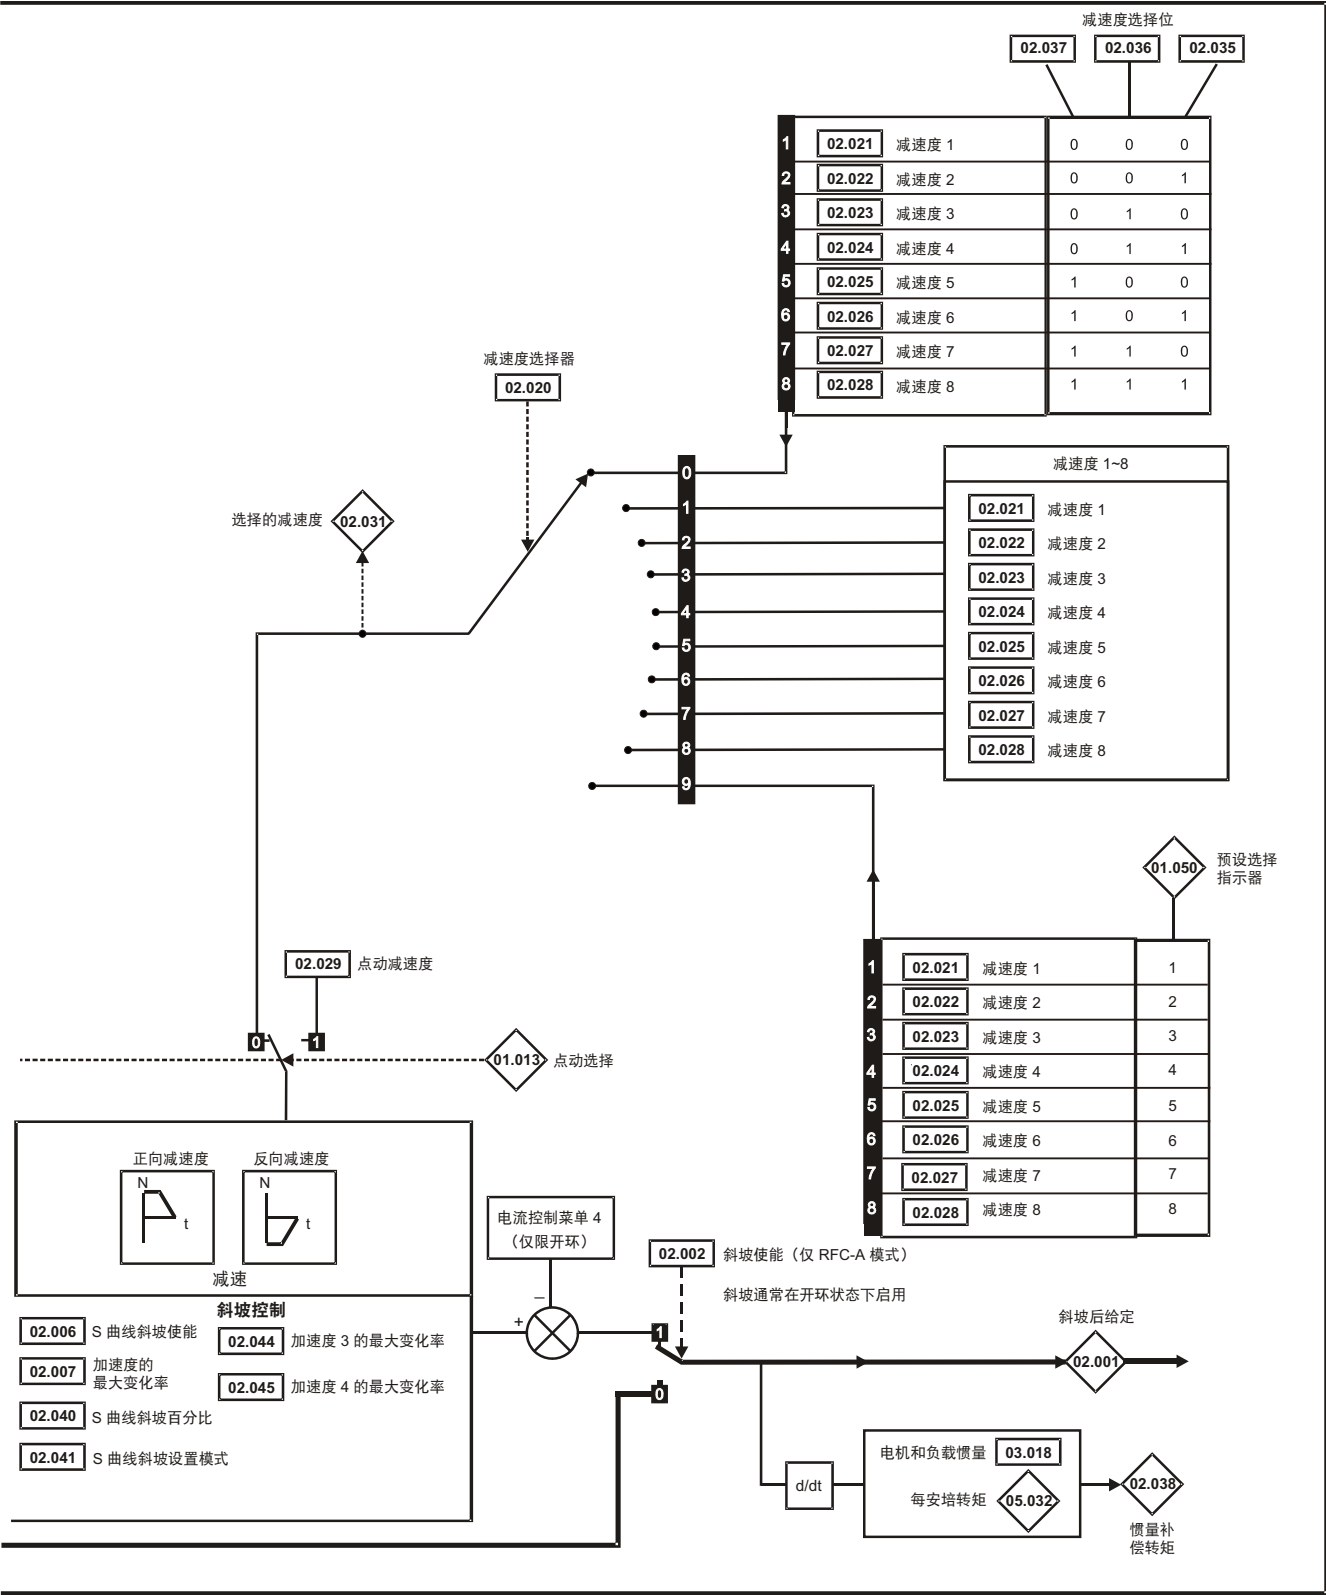 减速度选择位
02.037 02.036 02.035
1 02.021 减速度 1 0 0 0
2 02.022 减速度 2 0 0 1
3 02.023 减速度 3 0 1 0
4 02.024 减速度 4 0 1 1
5 02.025 减速度 5 1 0 0
6 02.026 减速度 6 1 0 1
7 02.027 减速度 7 1 1 0
8 02.028 减速度 8 1 1 1
减速度选择器
02.020
选择的减速度 02.031
0
1
2
3
4
5
6
7
8
9
减速度 1~8
02.021 减速度 1
02.022 减速度 2
02.023 减速度 3
02.024 减速度 4
02.025 减速度 5
02.026 减速度 6
02.027 减速度 7
02.028 减速度 8
01.050 预设选择
指示器
1 02.021 减速度 1 1
2 02.022 减速度 2 2
3 02.023 减速度 3 3
4 02.024 减速度 4 4
5 02.025 减速度 5 5
6 02.026 减速度 6 6
7 02.027 减速度 7 7
8 02.028 减速度 8 8
02.029 点动减速度
0 1
01.013 点动选择
正向减速度 反向减速度
N t N t
减速
斜坡控制
02.006 S 曲线斜坡使能
02.007 加速度的
最大变化率
02.040 S 曲线斜坡百分比
02.041 S 曲线斜坡设置模式
02.044 加速度 3 的最大变化率
02.045 加速度 4 的最大变化率
电流控制菜单 4
（仅限开环）
–
+
02.002 斜坡使能（仅 RFC-A 模式）
斜坡通常在开环状态下启用
1
0
斜坡后给定
02.001
d/dt
电机和负载惯量 03.018
每安培转矩 05.032
02.038
惯量补
偿转矩